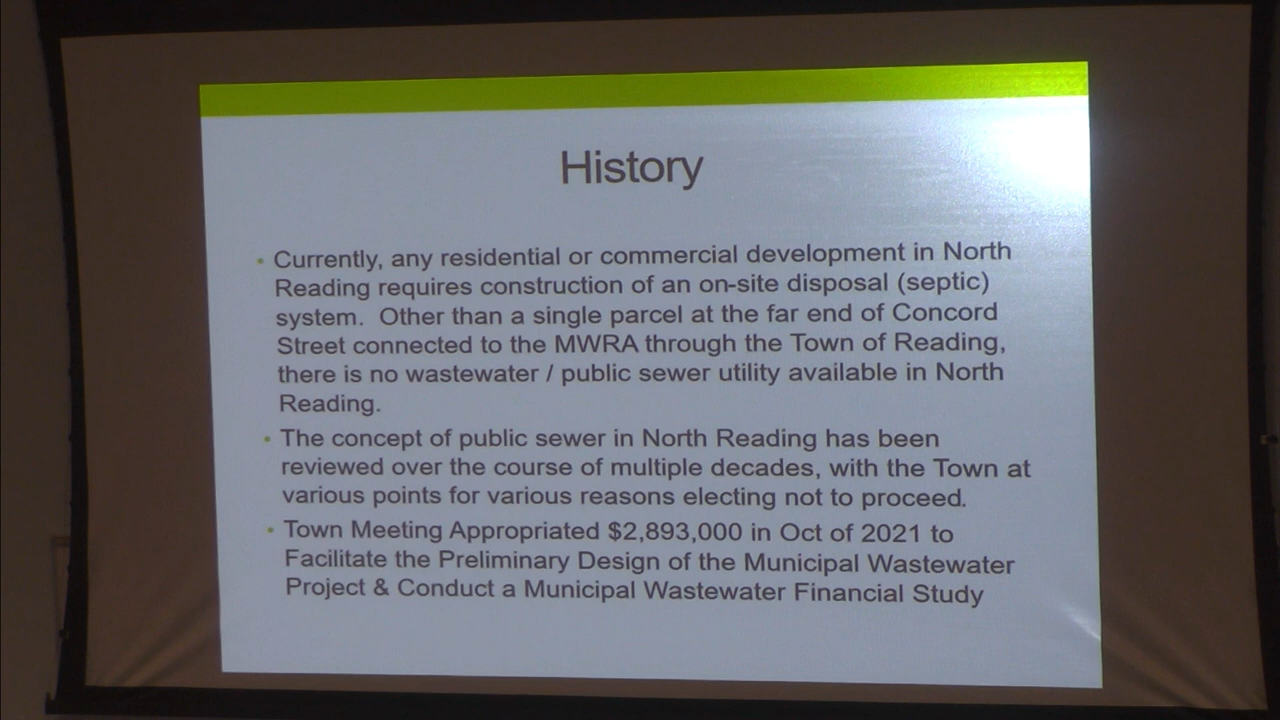 History
• Currently, any residential or commercial development in North
Reading requires construction of an on-site disposal (septic)
system. Other than a single parcel at the far end of Concord
Street connected to the MWRA through the Town of Reading,
there is no wastewater / public sewer utility available in North
Reading.
• The concept of public sewer in North Reading has been
reviewed over the course of multiple decades, with the Town at
various points for various reasons electing not to proceed.
• Town Meeting Appropriated $2,893,000 in Oct of 2021 to
Facilitate the Preliminary Design of the Municipal Wastewater
Project & Conduct a Municipal Wastewater Financial Study